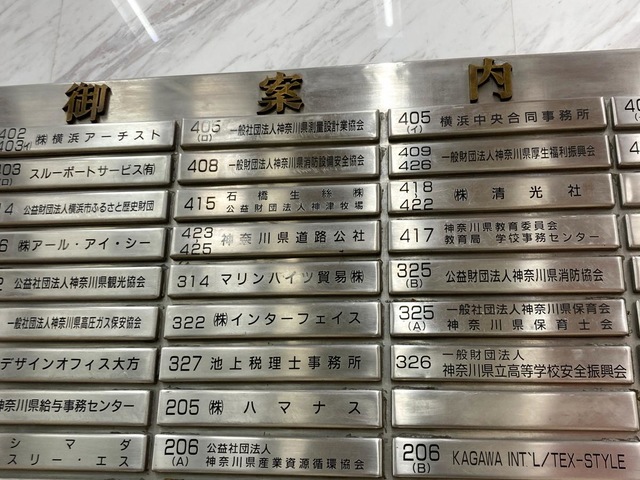 御案内
402
403イ ㈱横浜アーチスト
403
(ロ) スルーポートサービス㈲
公益財団法人横浜市ふるさと歴史財団
㈱アール・アイ・シー
公益社団法人神奈川県観光協会
一般社団法人神奈川県高圧ガス保安協会
デザインオフィス大方
神奈川県給与事務センター
シマダ
スリー・エス
405
(ロ) 一般社団法人神奈川県測量設計業協会
408 一般社団法人神奈川県消防設備安全協会
415 石橋生絲㈱
公益財団法人神津牧場
423
425 神奈川県道路公社
314 マリンハイツ貿易㈱
322 ㈱インターフェイス
327 池上税理士事務所
205 ㈱ハマナス
206
(A) 公益社団法人
神奈川県産業資源循環協会
405
(イ) 横浜中央合同事務所
409
426 一般社団法人神奈川県厚生福利振興会
418
422 ㈱清光社
417 神奈川県教育委員会
教育局 学校事務センター
325
(B) 公益財団法人神奈川県消防協会
325
(A) 一般社団法人神奈川県保育会
神奈川県保育士会
326 一般財団法人
神奈川県立高等学校安全振興会
206
(B) KAGAWA INT`L/TEX-STYLE